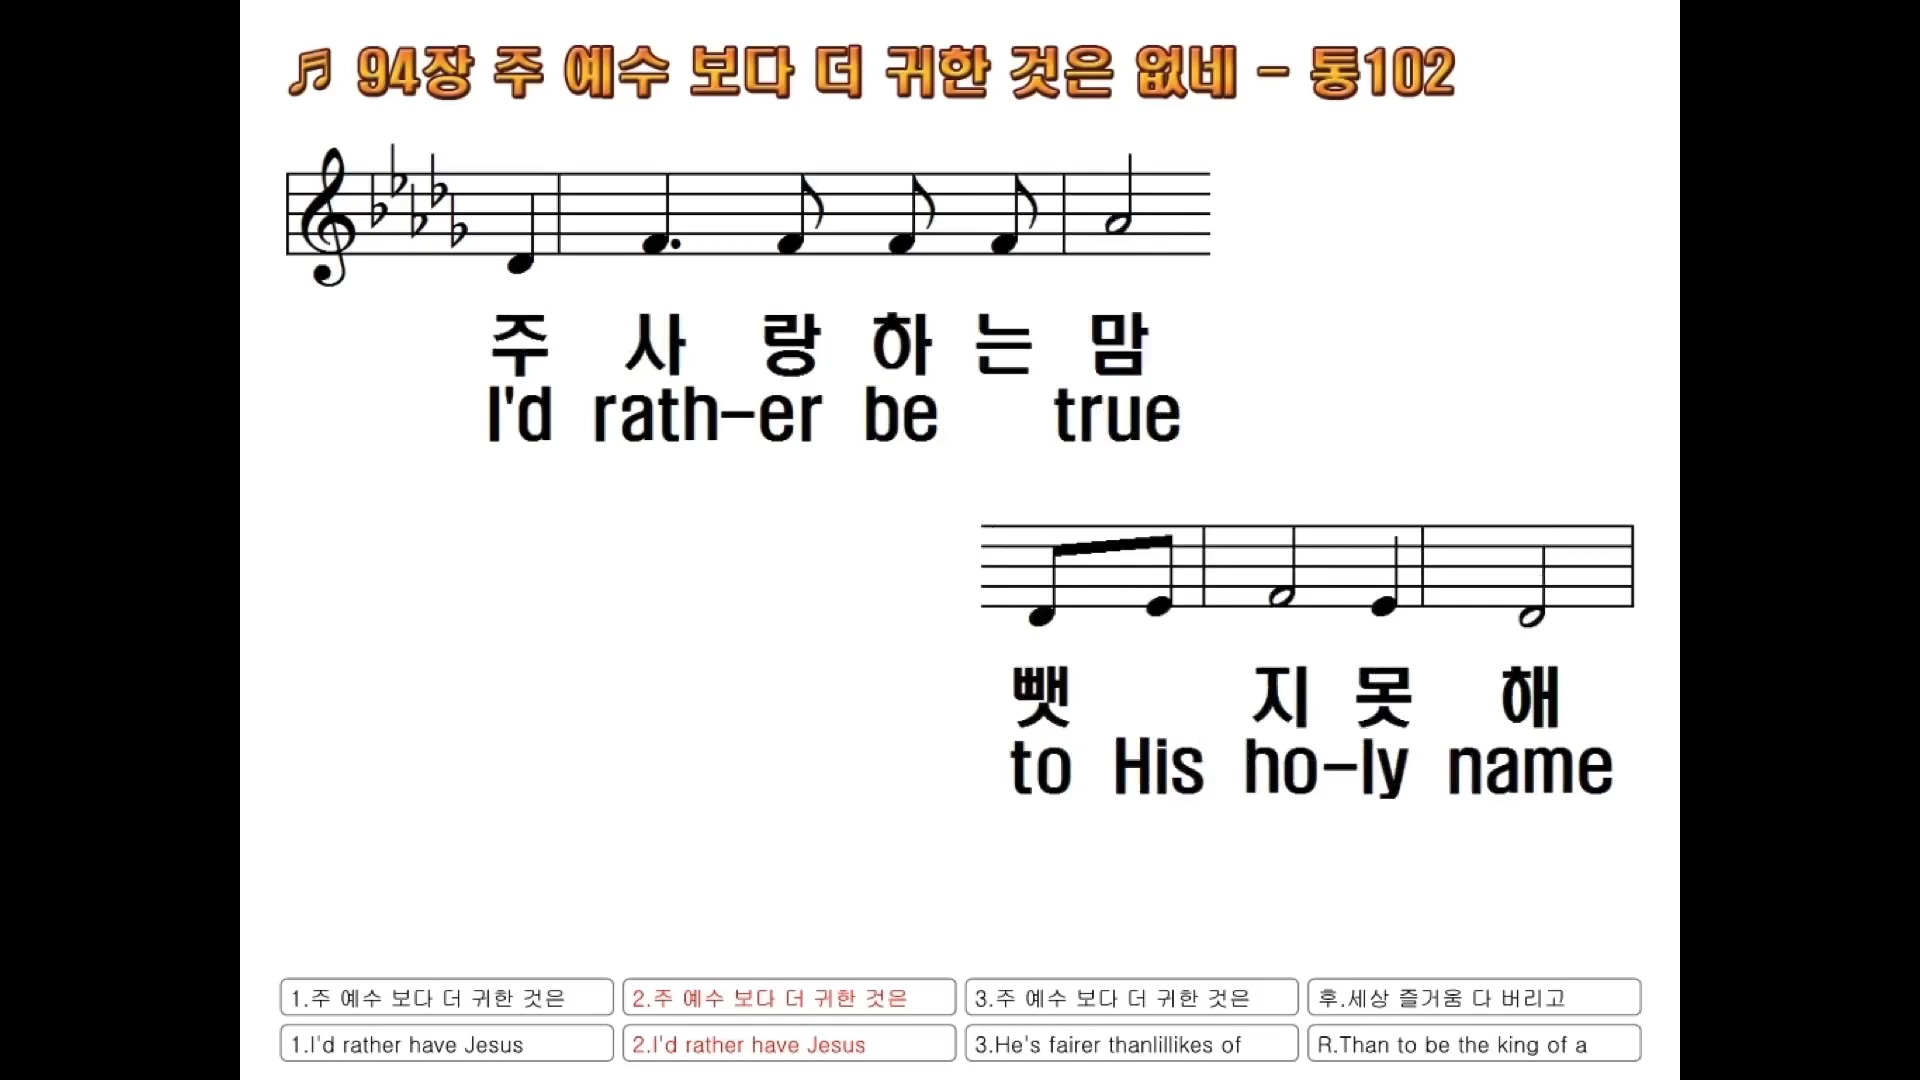 ♬ 94장 주 예수 보다 더 귀한 것은 없네 - 통102
주 사 랑 하 는 맘
I'd rath-er be true
뺏 지 못 해
to His ho-ly name
1.주 예수 보다 더 귀한 것은
2.주 예수 보다 더 귀한 것은
3.주 예수 보다 더 귀한 것은
후.세상 즐거움 다 버리고
1.I'd rather have Jesus
2.I'd rather have Jesus
3.He's fairer thanlillikes of
R.Than to be the king of a